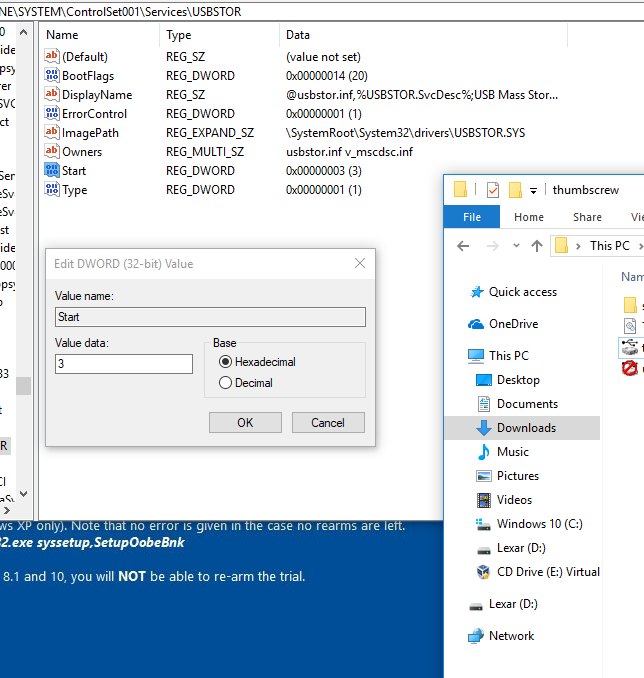 NE\SYSTEM\ControlSet001\Services\USBSTOR
Name Type Data
(Default) REG_SZ (value not set)
BootFlags REG_DWORD 0x00000014 (20)
DisplayName REG_SZ @usbstor.inf,%USBSTOR.SvcDesc%;USB Mass Stor...
ErrorControl REG_DWORD 0x00000001 (1)
ImagePath REG_EXPAND_SZ \SystemRoot\System32\drivers\USBSTOR.SYS
Owners REG_MULTI_SZ usbstor.inf v_mscdsc.inf
Start REG_DWORD 0x00000003 (3)
Type REG_DWORD 0x00000001 (1)
Edit DWORD (32-bit) Value
Value name:
Start
Value data:
3
Base
Hexadecimal
Decimal
OK Cancel
thumbscrew
File Home Share
This PC
Quick access
OneDrive
This PC
Desktop
Documents
Downloads
Music
Pictures
Videos
Windows 10 (C:)
Lexar (D:)
CD Drive (E:) Virtual
Lexar (D:)
Network
ws XP only). Note that no error is given in the case no rearms are left.
32.exe syssetup,SetupOobeBnk
8.1 and 10, you will NOT be able to re-arm the trial.